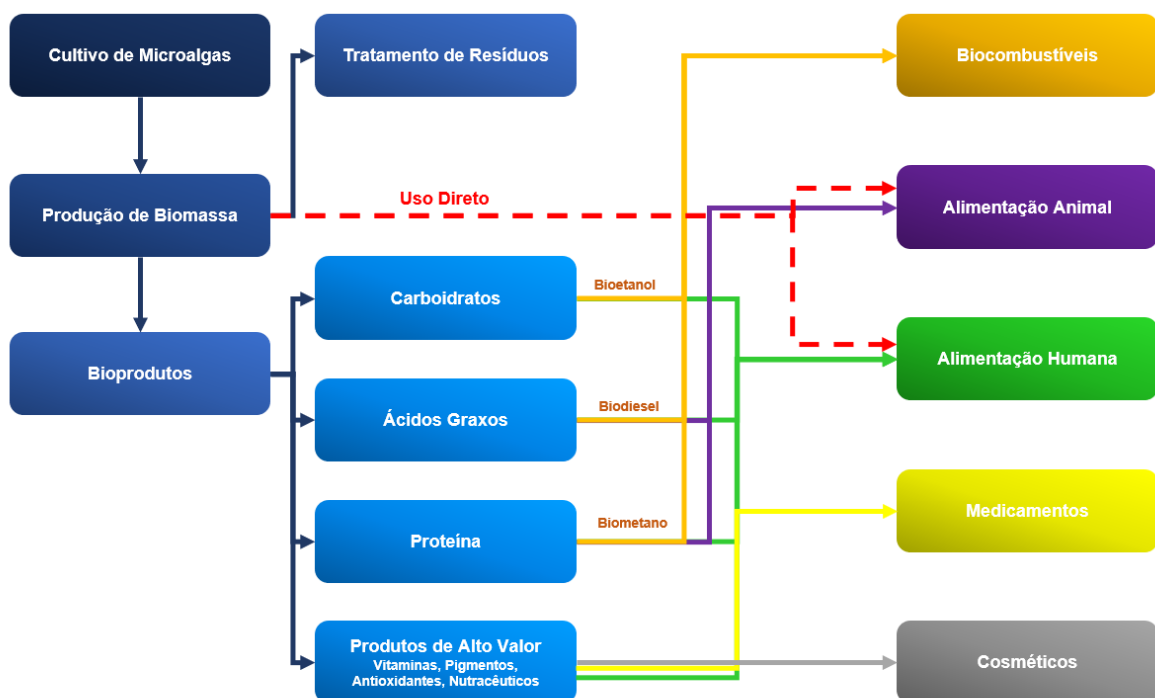 Cultivo de Microalgas
Tratamento de Resíduos
Biocombustíveis
Produção de Biomassa
Uso Direto
Alimentação Animal
Carboidratos
Bioetanol
Bioprodutos
Alimentação Humana
Ácidos Graxos
Biodiesel
Medicamentos
Proteína
Biometano
Produtos de Alto Valor
Vitaminas, Pigmentos,
Antioxidantes, Nutracêuticos
Cosméticos